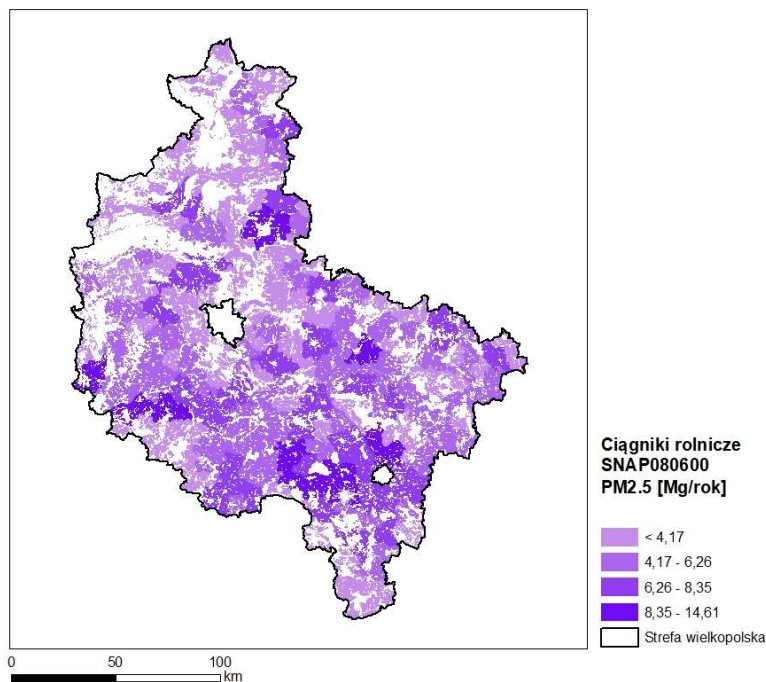 Ciągniki rolnicze
SNAP080600
PM2.5 [Mg/rok]
< 4,17
4,17 - 6,26
6,26 - 8,35
8,35 - 14,61
Strefa wielkopolska
0 50 100
km